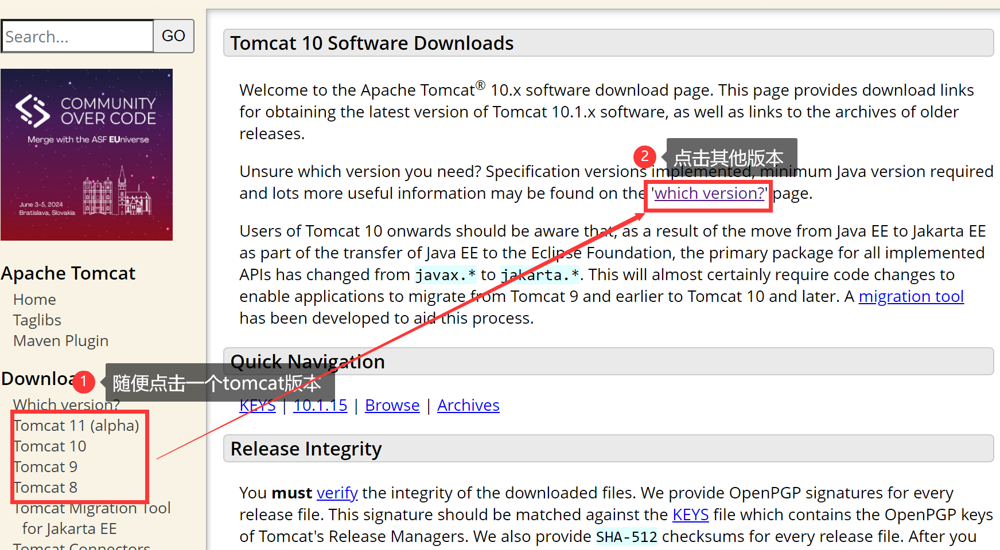 Search...
GO
COMMUNITY
OVER CODE
Merge with the ASF EUniverse
June 3-5, 2024
Bratislava, Slovakia
Apache Tomcat
Home
Taglibs
Maven Plugin
Downloa
1
随便点击一个tomcat版本
Which version?
Tomcat 11 (alpha)
Tomcat 10
Tomcat 9
Tomcat 8
Tomcat Migration Tool
for Jakarta EE
Tomcat Connectors
Tomcat 10 Software Downloads
Welcome to the Apache Tomcat® 10.x software download page. This page provides download links
for obtaining the latest version of Tomcat 10.1.x software, as well as links to the archives of older
releases.
2
点击其他版本
Unsure which version you need? Specification versions implemented, minimum Java version required
and lots more useful information may be found on the 'which version?' page.
Users of Tomcat 10 onwards should be aware that, as a result of the move from Java EE to Jakarta EE
as part of the transfer of Java EE to the Eclipse Foundation, the primary package for all implemented
APIs has changed from javax.* to jakarta.*. This will almost certainly require code changes to
enable applications to migrate from Tomcat 9 and earlier to Tomcat 10 and later. A migration tool
has been developed to aid this process.
Quick Navigation
KEYS | 10.1.15 | Browse | Archives
Release Integrity
You must verify the integrity of the downloaded files. We provide OpenPGP signatures for every
release file. This signature should be matched against the KEYS file which contains the OpenPGP keys
of Tomcat's Release Managers. We also provide SHA-512 checksums for every release file. After you